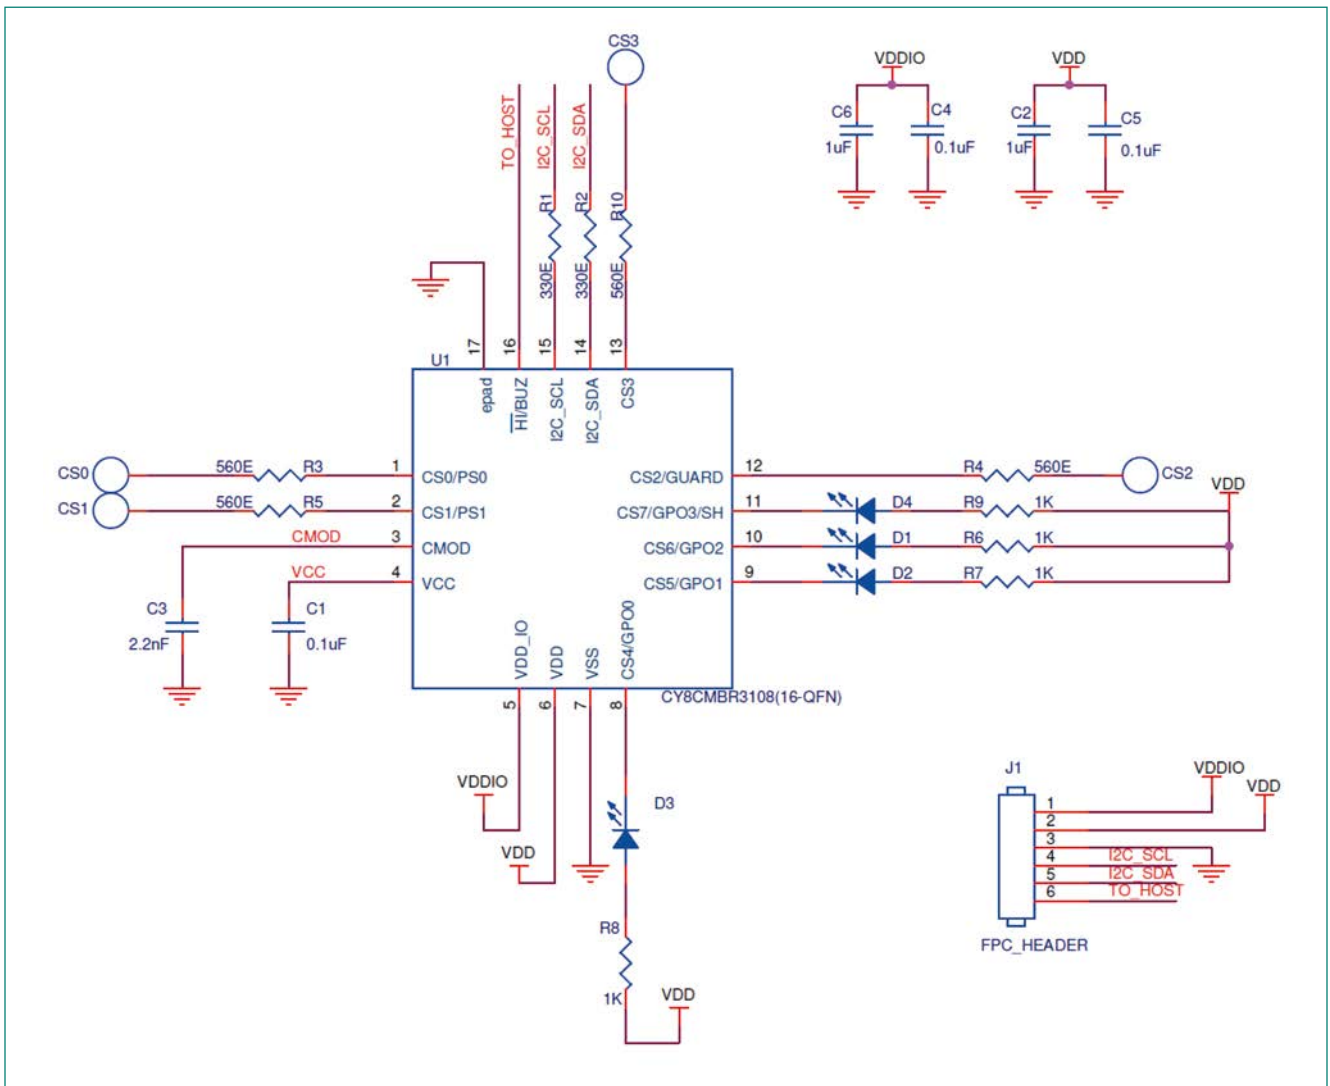 CS3
VDDIO
VDD
C6
1uF
C4
0.1uF
C2
1uF
C5
0.1uF
TO_HOST
I2C_SCL
I2C_SDA
R1
R2
R10
330E
330E
560E
17
16
15
14
13
U1
epad
HI/BUZ
I2C_SCL
I2C_SDA
CS3
CS0
560E
R3
1
CS0/PS0
CS2/GUARD
12
R4
560E
CS2
CS1
560E
R5
2
CS1/PS1
CS7/GPO3/SH
11
D4
R9
1K
VDD
CMOD
3
CMOD
CS6/GPO2
10
D1
R6
1K
VCC
4
VCC
CS5/GPO1
9
D2
R7
1K
C3
2.2nF
C1
0.1uF
VDD_IO
VDD
VSS
CS4/GPO0
5
6
7
8
CY8CMBR3108(16-QFN)
VDDIO
VDD
D3
R8
1K
VDD
J1
VDDIO
VDD
1
2
3
4
I2C_SCL
5
I2C_SDA
6
TO_HOST
FPC_HEADER